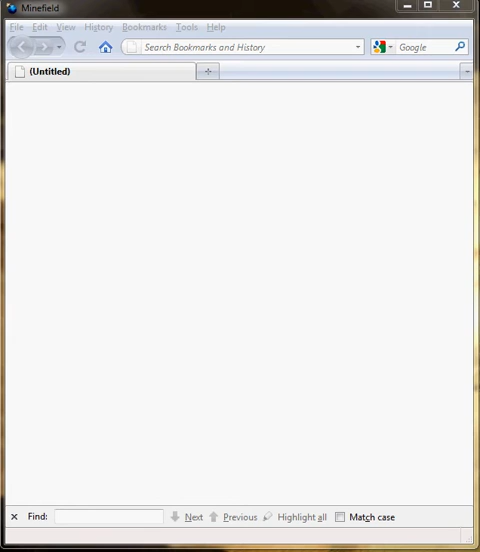 Minefield
File Edit View History Bookmarks Tools Help
Search Bookmarks and History Google
(Untitled)
Find: Next Previous Highlight all Match case